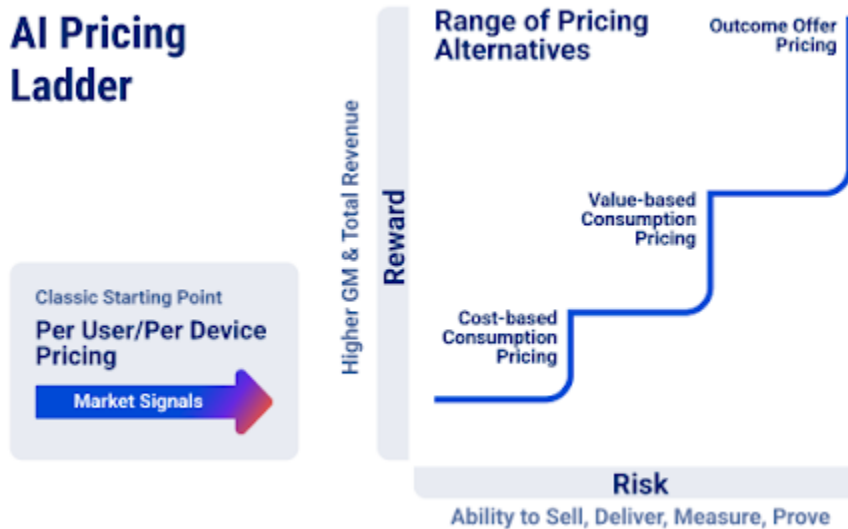 AI Pricing
Ladder
Classic Starting Point
Per User/Per Device
Pricing
Market Signals
Higher GM & Total Revenue
Reward
Range of Pricing
Alternatives
Outcome Offer
Pricing
Value-based
Consumption
Pricing
Cost-based
Consumption
Pricing
Risk
Ability to Sell, Deliver, Measure, Prove